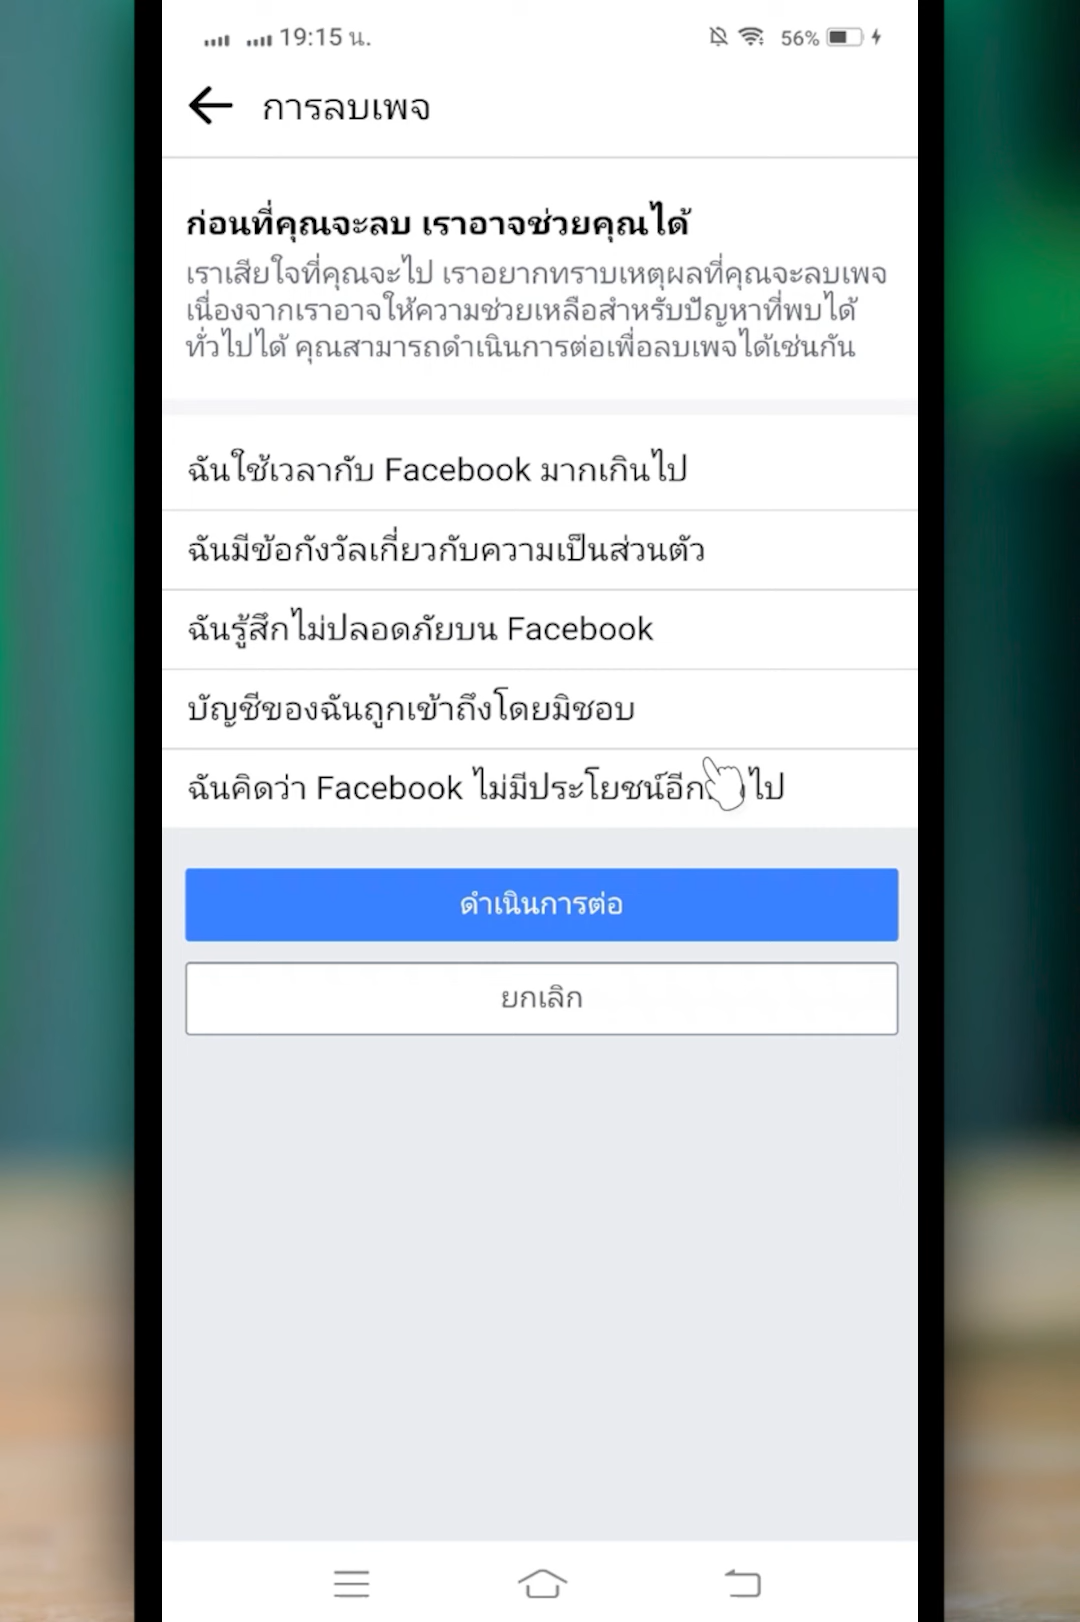 19:15 น.
56%
การลบเพจ
ก่อนที่คุณจะลบ เราอาจช่วยคุณได้
เราเสียใจที่คุณจะไป เราอยากทราบเหตุผลที่คุณจะลบเพจ
เนื่องจากเราอาจให้ความช่วยเหลือสำหรับปัญหาที่พบได้
ทั่วไปได้ คุณสามารถดำเนินการต่อเพื่อลบเพจได้เช่นกัน
ฉันใช้เวลากับ Facebook มากเกินไป
ฉันมีข้อกังวัลเกี่ยวกับความเป็นส่วนตัว
ฉันรู้สึกไม่ปลอดภัยบน Facebook
บัญชีของฉันถูกเข้าถึงโดยมิชอบ
ฉันคิดว่า Facebook ไม่มีประโยชน์อีก ไป
ดำเนินการต่อ
ยกเลิก